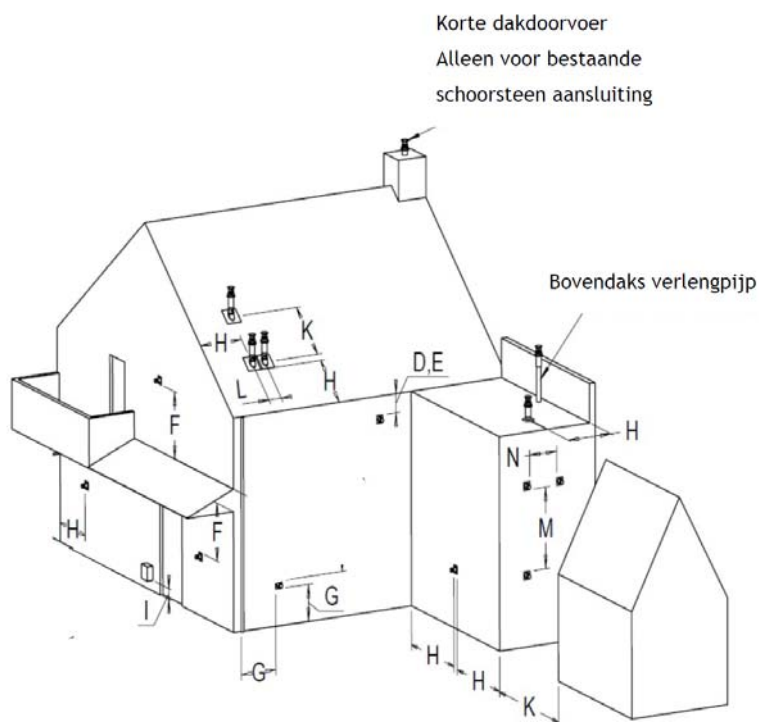 Korte dakdoorvoer
Alleen voor bestaande
schoorsteen aansluiting
Bovendaks verlengpijp
K
H
D,E
L
H
F
H
N
H
F
M
G
I
H
G
H
K